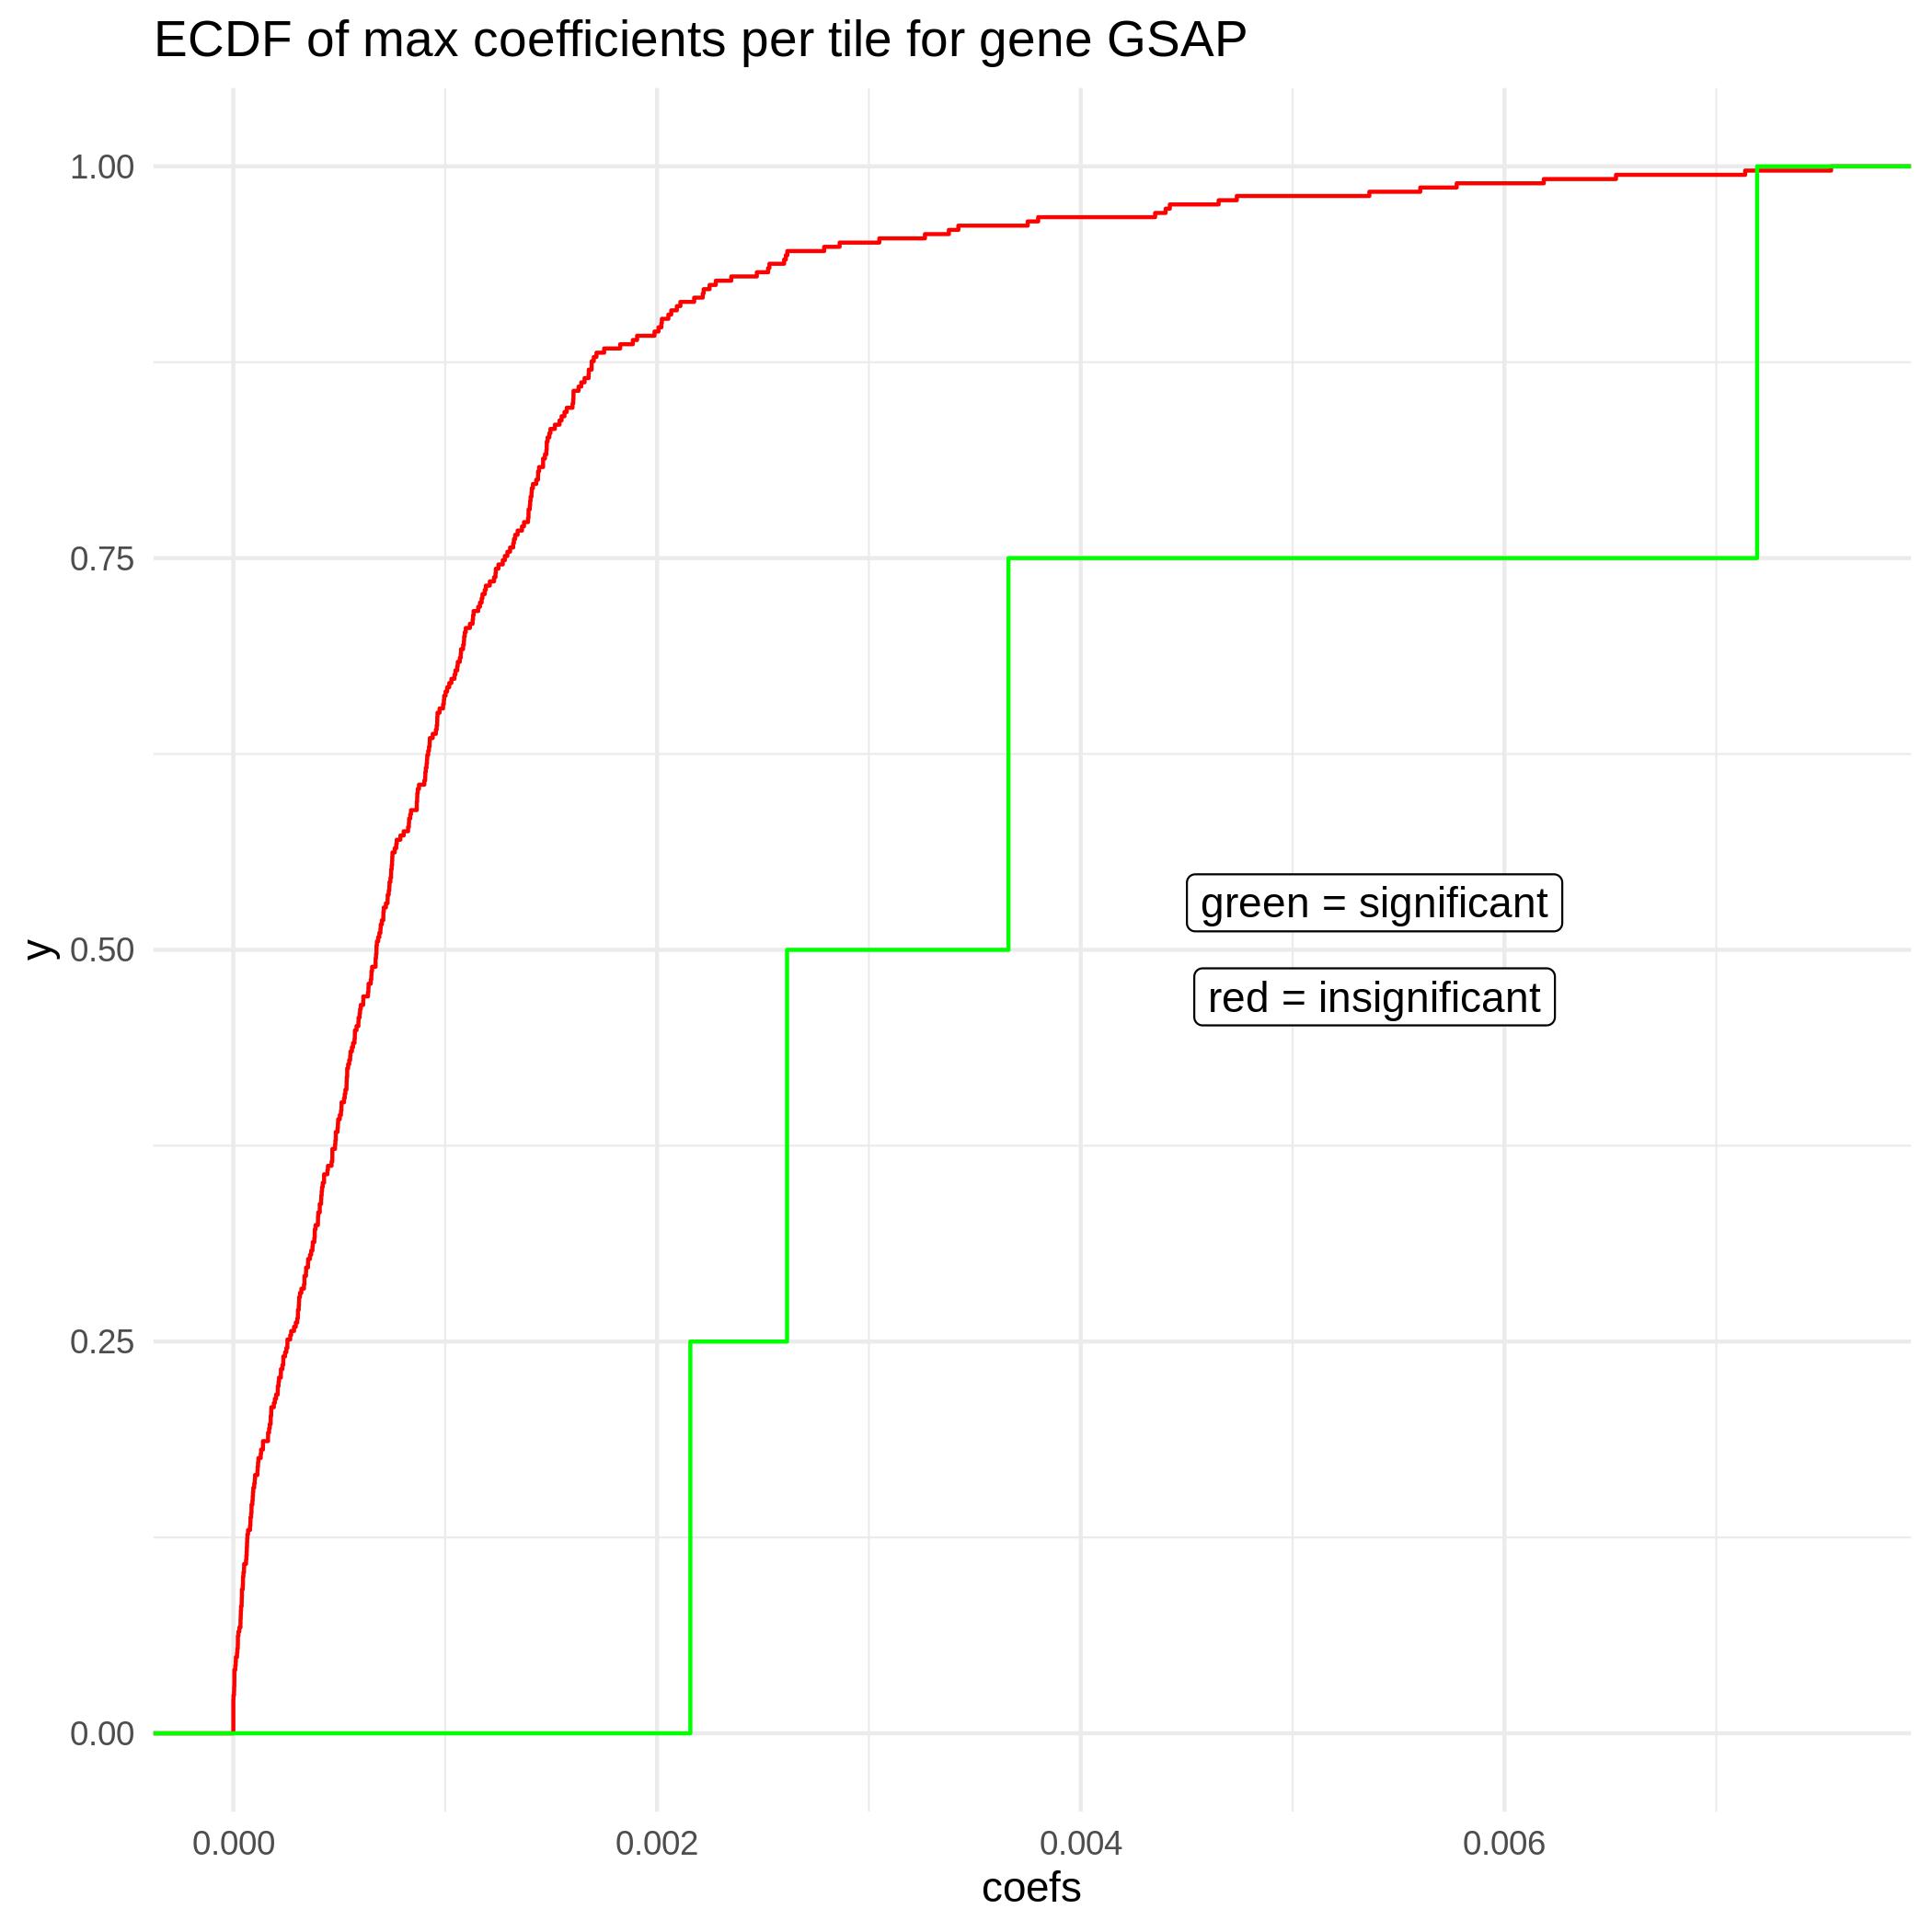 ECDF of max coefficients per tile for gene GSAP
1.00
0.75
0.50
0.25
0.00
y
green = significant
red = insignificant
0.000
0.002
0.004
0.006
coefs